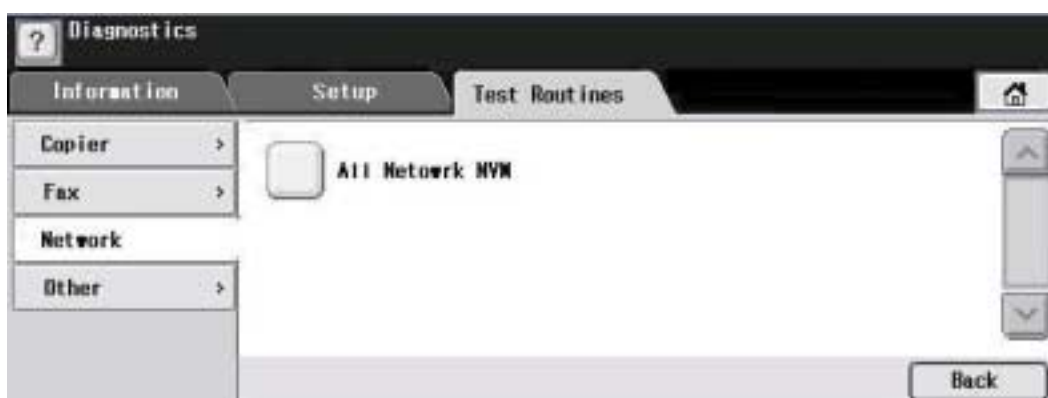 ? Diagnostics
Information Setup Test Routines
Copier >
Fax >
Network
Other >
All Netowrk NVM
Back